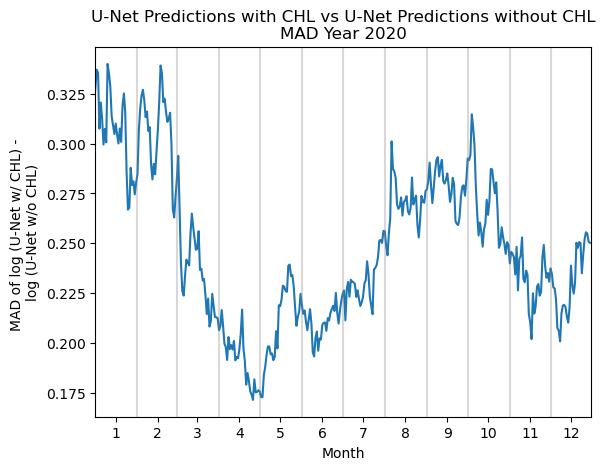 U-Net Predictions with CHL vs U-Net Predictions without CHL
MAD Year 2020
MAD of log (U-Net w/ CHL) -
log (U-Net w/o CHL)
0.325
0.300
0.275
0.250
0.225
0.200
0.175
1 2 3 4 5 6 7 8 9 10 11 12
Month